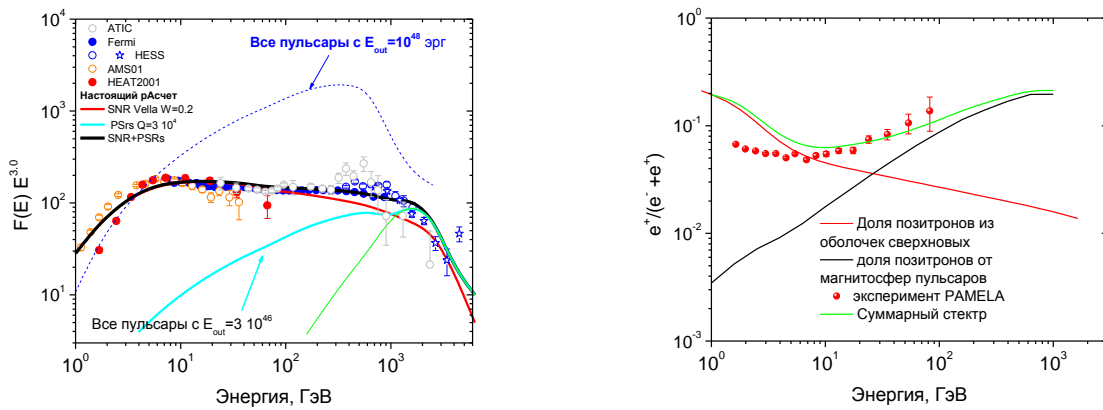 F(E) E^3.0
10^4
10^3
10^2
10^1
10^0
10^1
10^2
10^3
Энергия, ГэВ
ATIC
Fermi
HESS
AMS01
HEAT2001
Настоящий рАсчет
SNR Vella W=0.2
PSrs Q=3 10^4
SNR+PSRs
Все пульсары с E_out=10^48 эрг
Все пульсары с E_out=3 10^46
e^+/(e^- +e^+)
10^0
10^-1
10^-2
10^-3
10^0
10^1
10^2
10^3
Энергия, ГэВ
Доля позитронов из
оболочек сверхновых
доля позитронов от
магнитосфер пульсаров
эксперимент PAMELA
Суммарный стектр